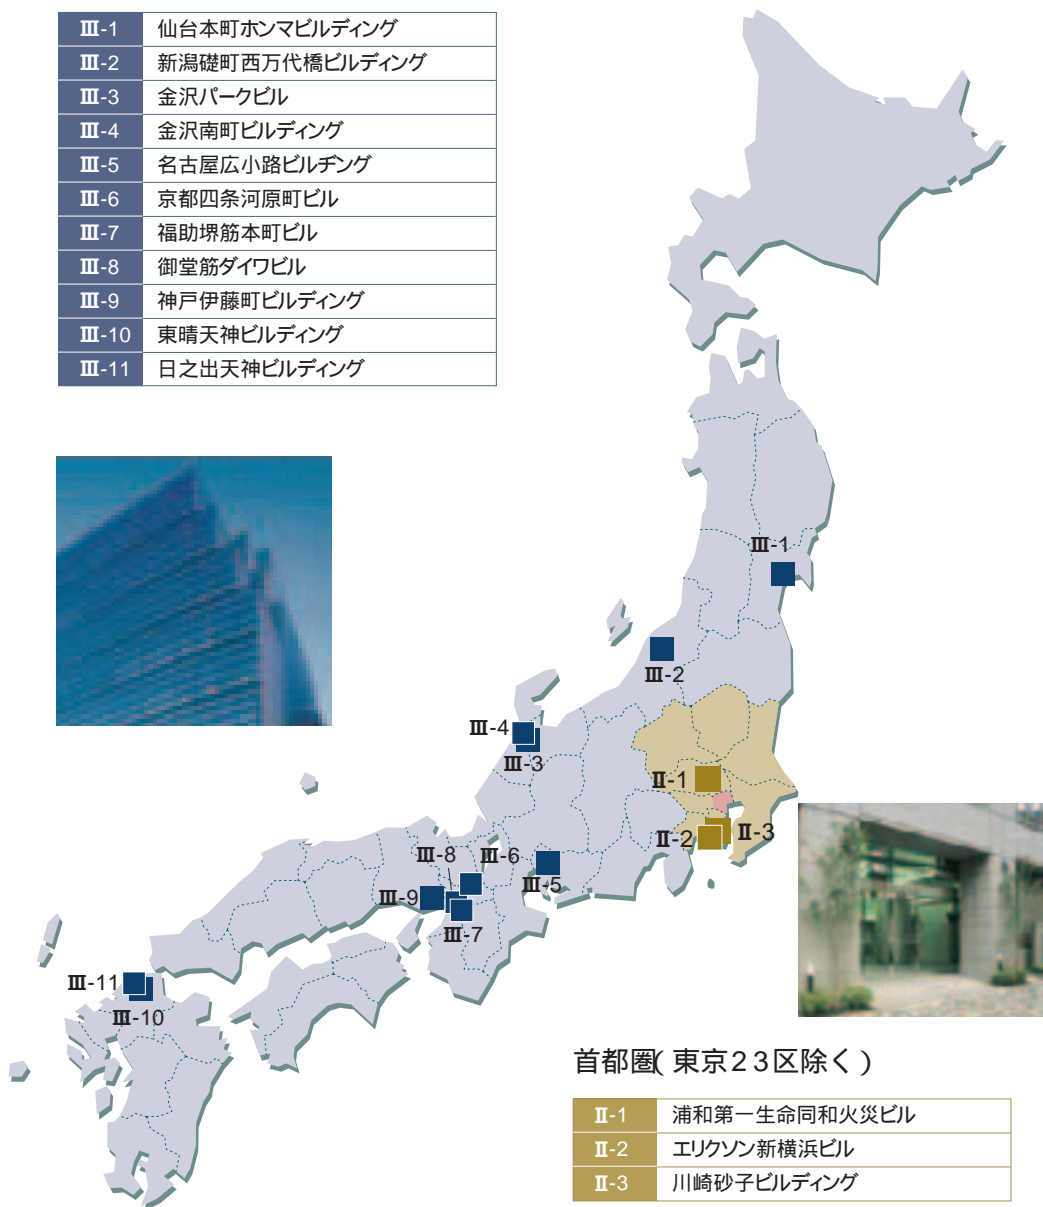 Ⅲ-1 仙台本町ホンマビルディング
Ⅲ-2 新潟礎町西万代橋ビルディング
Ⅲ-3 金沢パークビル
Ⅲ-4 金沢南町ビルディング
Ⅲ-5 名古屋広小路ビルヂング
Ⅲ-6 京都四条河原町ビル
Ⅲ-7 福助堺筋本町ビル
Ⅲ-8 御堂筋ダイワビル
Ⅲ-9 神戸伊藤町ビルディング
Ⅲ-10 東晴天神ビルディング
Ⅲ-11 日之出天神ビルディング
Ⅲ-1
Ⅲ-2
Ⅲ-4
Ⅲ-3
Ⅱ-1
Ⅱ-2
Ⅱ-3
Ⅲ-8
Ⅲ-6
Ⅲ-5
Ⅲ-9
Ⅲ-7
Ⅲ-11
Ⅲ-10
首都圏(東京23区除く)
Ⅱ-1 浦和第一生命同和火災ビル
Ⅱ-2 エリクソン新横浜ビル
Ⅱ-3 川崎砂子ビルディング